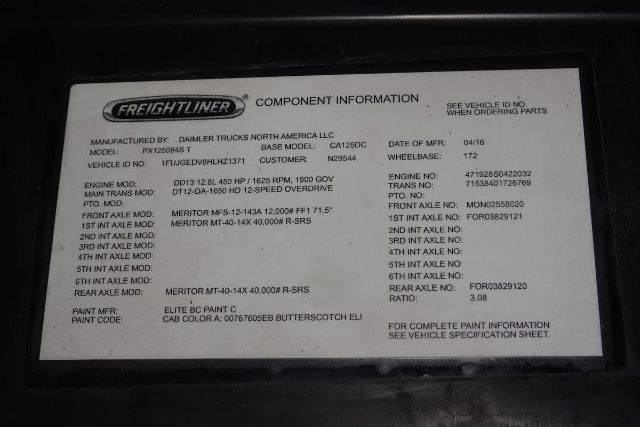 FREIGHTLINER ® COMPONENT INFORMATION
SEE VEHICLE ID NO.
WHEN ORDERING PARTS
MANUFACTURED BY: DAIMLER TRUCKS NORTH AMERICA LLC
MODEL: PX125064S T BASE MODEL: CA125DC DATE OF MFR: 04/16
VEHICLE ID NO: 1FUJGEDV8HLHZ1371 CUSTOMER: N29544 WHEELBASE: 172
ENGINE MOD: DD13 12.8L 450 HP / 1625 RPM, 1900 GOV ENGINE NO: 471928S0422032
MAIN TRANS MOD: DT12-OA-1650 HD 12-SPEED OVERDRIVE TRANS NO: 71538401726769
PTO. MOD: PTO. NO:
FRONT AXLE MOD: MERITOR MFS-12-143A 12,000# FF1 71.5" FRONT AXLE NO: MON02558020
1ST INT AXLE MOD: MERITOR MT-40-14X 40,000# R-SRS 1ST INT AXLE NO: FOR03829121
2ND INT AXLE MOD: 2ND INT AXLE NO:
3RD INT AXLE MOD: 3RD INT AXLE NO:
4TH INT AXLE MOD: 4TH INT AXLE NO:
5TH INT AXLE MOD: 5TH INT AXLE NO:
6TH INT AXLE MOD: 6TH INT AXLE NO:
REAR AXLE MOD: MERITOR MT-40-14X 40,000# R-SRS REAR AXLE NO: FOR03829120
RATIO: 3.08
PAINT MFR: ELITE BC PAINT C
PAINT CODE: CAB COLOR A: 00767605EB BUTTERSCOTCH ELI
FOR COMPLETE PAINT INFORMATION
SEE VEHICLE SPECIFICATION SHEET.